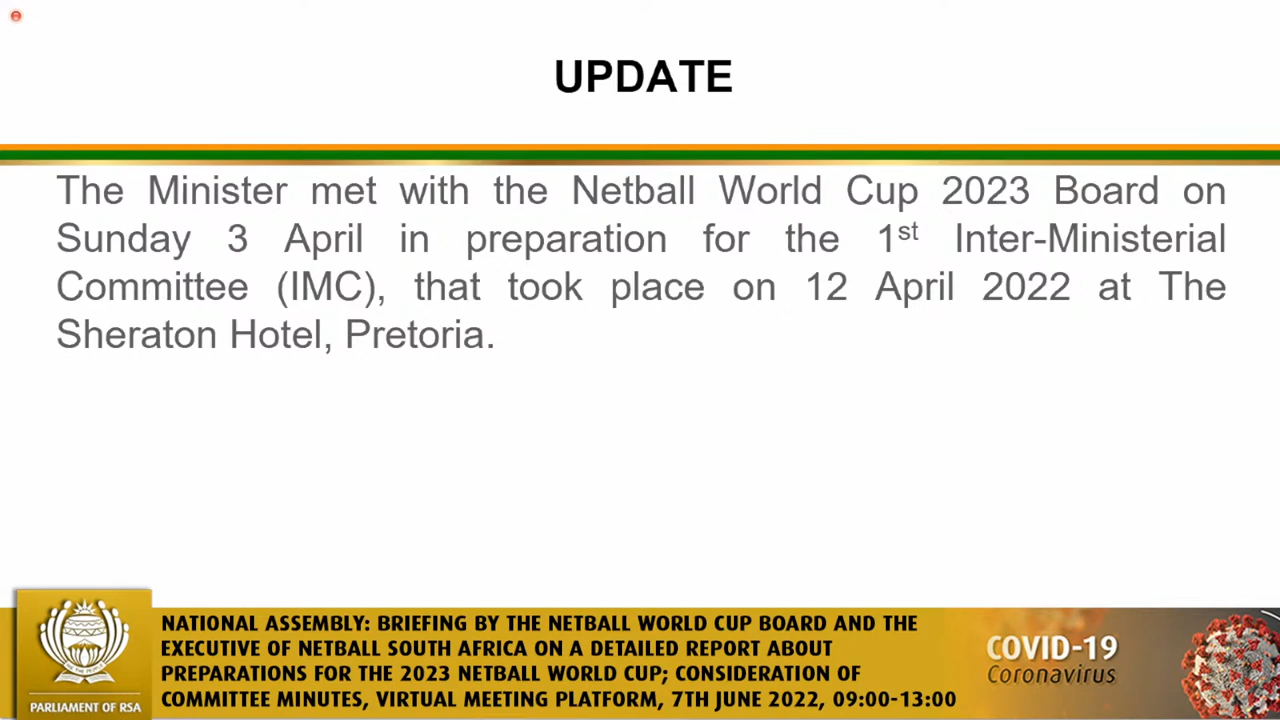 UPDATE
The Minister met with the Netball World Cup 2023 Board on
Sunday 3 April in preparation for the 1st Inter-Ministerial
Committee (IMC), that took place on 12 April 2022 at The
Sheraton Hotel, Pretoria.
NATIONAL ASSEMBLY: BRIEFING BY THE NETBALL WORLD CUP BOARD AND THE
EXECUTIVE OF NETBALL SOUTH AFRICA ON A DETAILED REPORT ABOUT
PREPARATIONS FOR THE 2023 NETBALL WORLD CUP; CONSIDERATION OF
COMMITTEE MINUTES, VIRTUAL MEETING PLATFORM, 7TH JUNE 2022, 09:00-13:00
PARLIAMENT OF RSA
COVID-19
Coronavirus